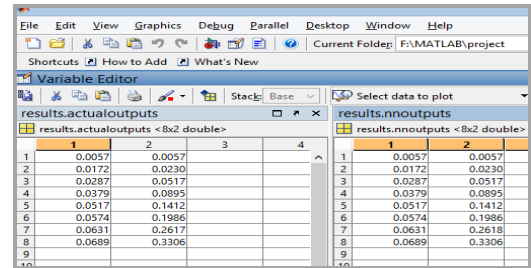 File Edit View Graphics Debug Parallel Desktop Window Help
Current Folder: F:\MATLAB\project
Shortcuts How to Add What's New
Variable Editor
Stack: Base Select data to plot
results.actualoutputs results.nnoutputs
results.actualoutputs <8x2 double> results.nnoutputs <8x2 double>
1 2 3 4 1 2
1 0.0057 0.0057 1 0.0057 0.0057
2 0.0172 0.0230 2 0.0172 0.0230
3 0.0287 0.0517 3 0.0287 0.0517
4 0.0379 0.0895 4 0.0379 0.0895
5 0.0517 0.1412 5 0.0517 0.1412
6 0.0574 0.1986 6 0.0574 0.1986
7 0.0631 0.2617 7 0.0631 0.2618
8 0.0689 0.3306 8 0.0689 0.3306
9 9